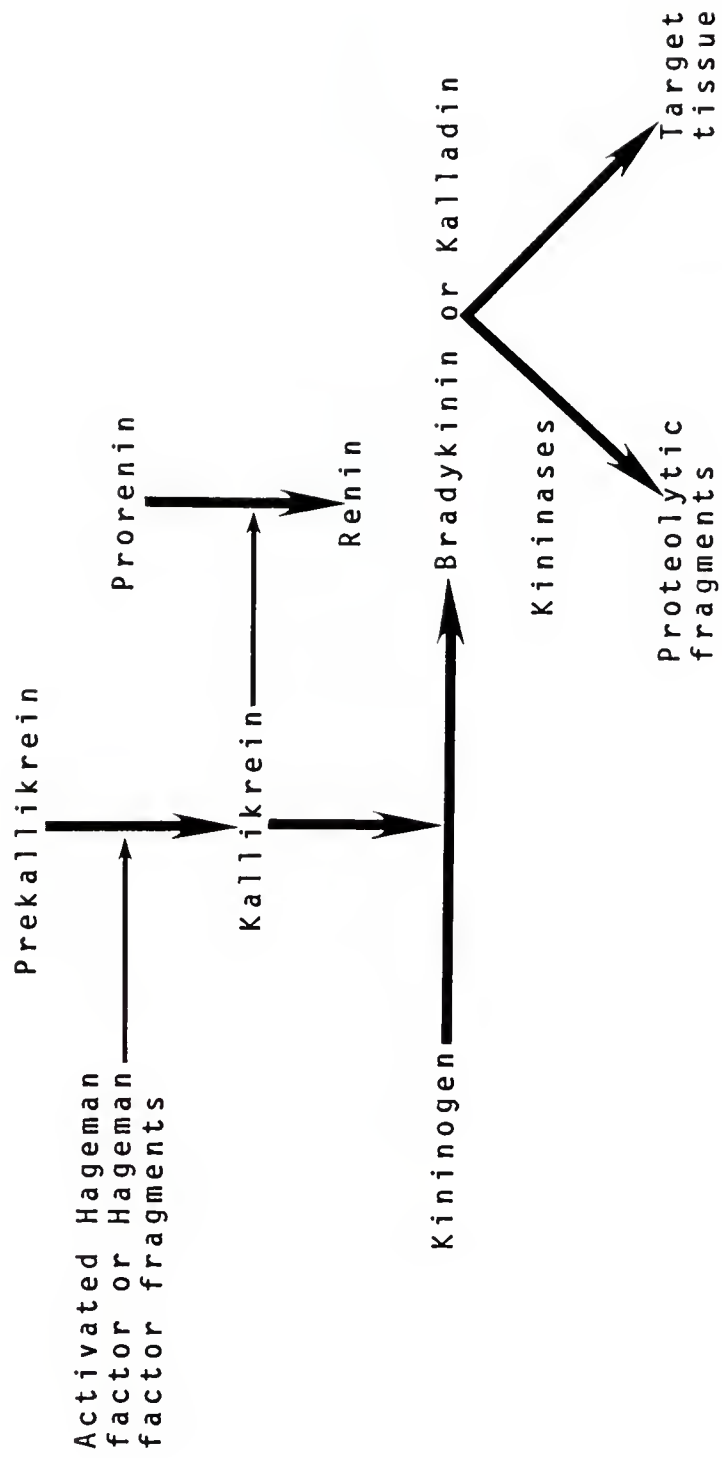 Prekallikrein
Activated Hageman
factor or Hageman
factor fragments
Prorenin
Kallikrein
Renin
Kininogen
Bradykinin or Kalladin
Kininases
Proteolytic
fragments
Target
tissue